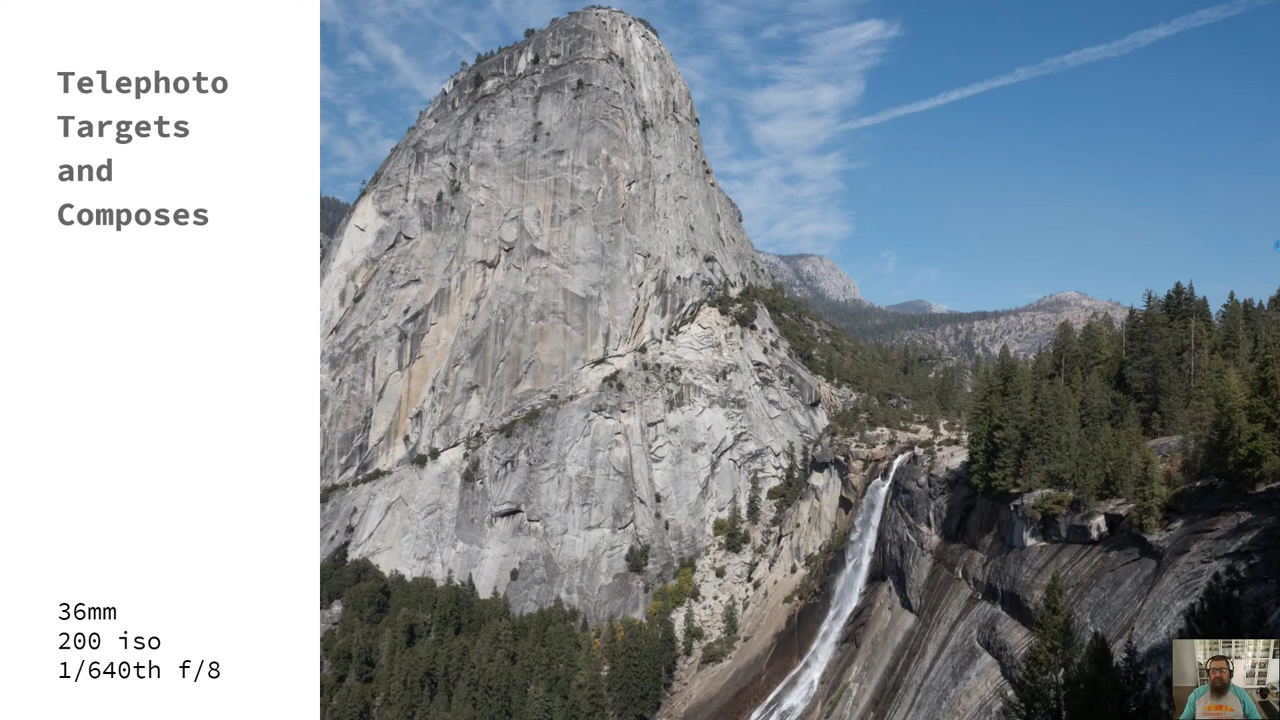 Telephoto
Targets
and
Composes
36mm
200 iso
1/640th f/8